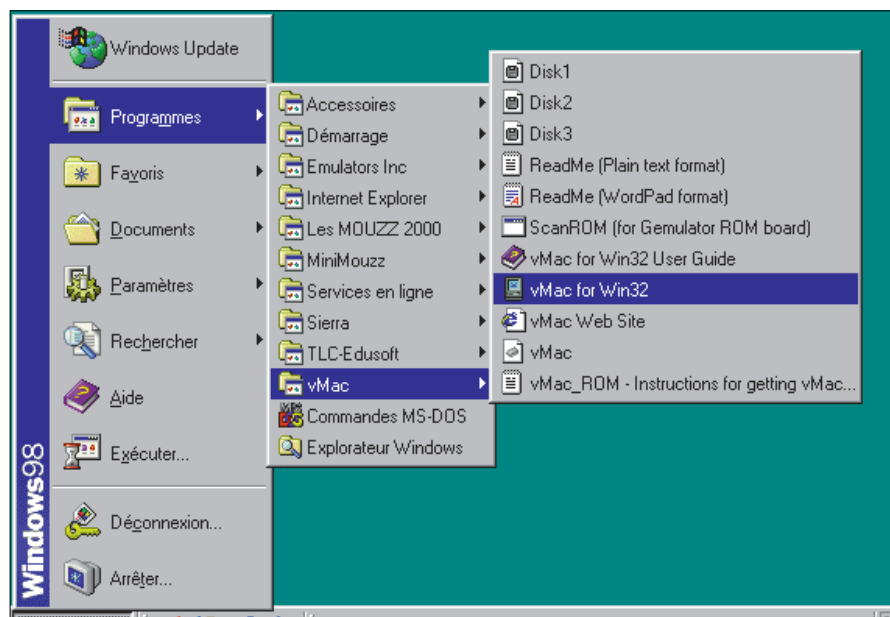 Windows98
Windows Update
Programmes
Favoris
Documents
Paramètres
Rechercher
Aide
Exécuter...
Déconnexion...
Arrêter...
Accessoires
Démarrage
Emulators Inc
Internet Explorer
Les MOUZZ 2000
MiniMouzz
Services en ligne
Sierra
TLC-Edusoft
vMac
Commandes MS-DOS
Explorateur Windows
Disk1
Disk2
Disk3
ReadMe (Plain text format)
ReadMe (WordPad format)
ScanROM (for Gemulator ROM board)
vMac for Win32 User Guide
vMac for Win32
vMac Web Site
vMac
vMac_ROM - Instructions for getting vMac...